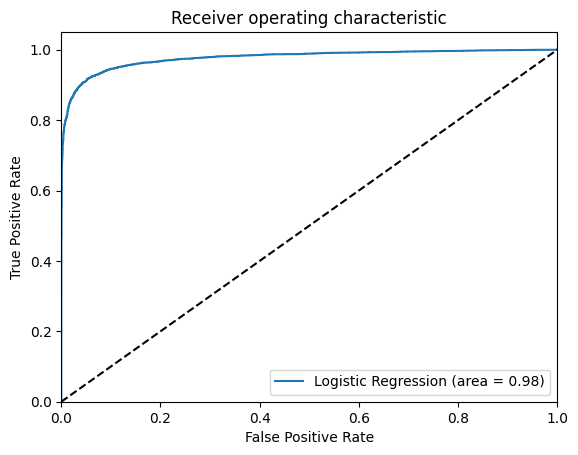 Receiver operating characteristic
True Positive Rate
1.0
0.8
0.6
0.4
0.2
0.0
Logistic Regression (area = 0.98)
0.0 0.2 0.4 0.6 0.8 1.0
False Positive Rate